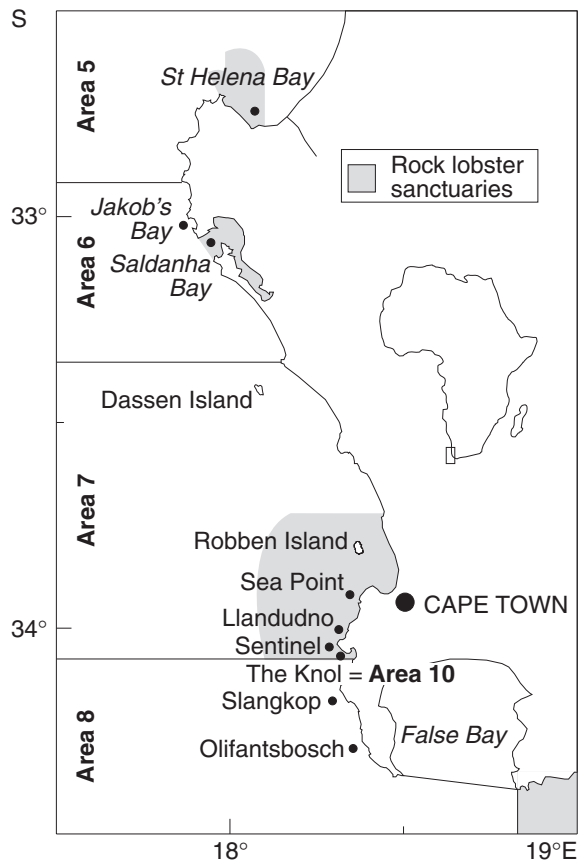 S
Area 5
St Helena Bay
Rock lobster
sanctuaries
33°
Jakob's
Bay
Area 6
Saldanha
Bay
Dassen Island
Area 7
Robben Island
Sea Point
CAPE TOWN
Llandudno
34°
Sentinel
The Knol = Area 10
Slangkop
Area 8
False Bay
Olifantsbosch
18°
19°E